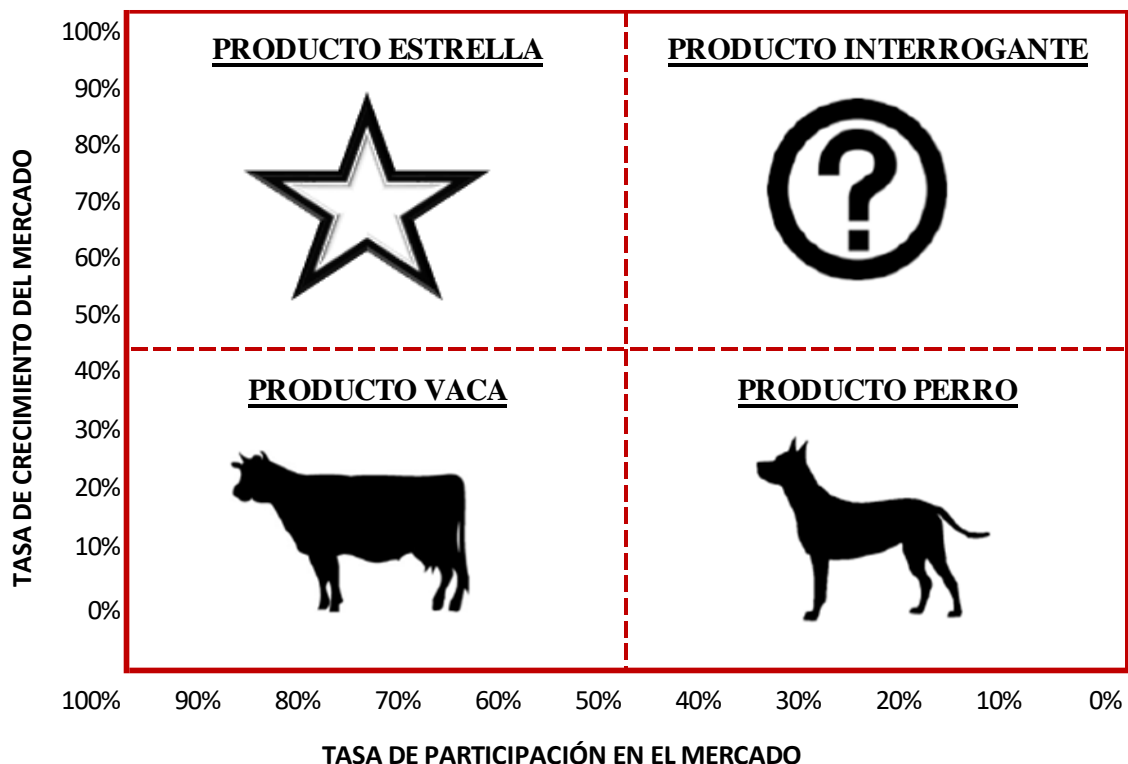 100%
PRODUCTO ESTRELLA
PRODUCTO INTERROGANTE
90%
80%
70%
60%
50%
TASA DE CRECIMIENTO DEL MERCADO
?
40%
PRODUCTO VACA
PRODUCTO PERRO
30%
20%
10%
0%
100% 90% 80% 70% 60% 50% 40% 30% 20% 10% 0%
TASA DE PARTICIPACIÓN EN EL MERCADO